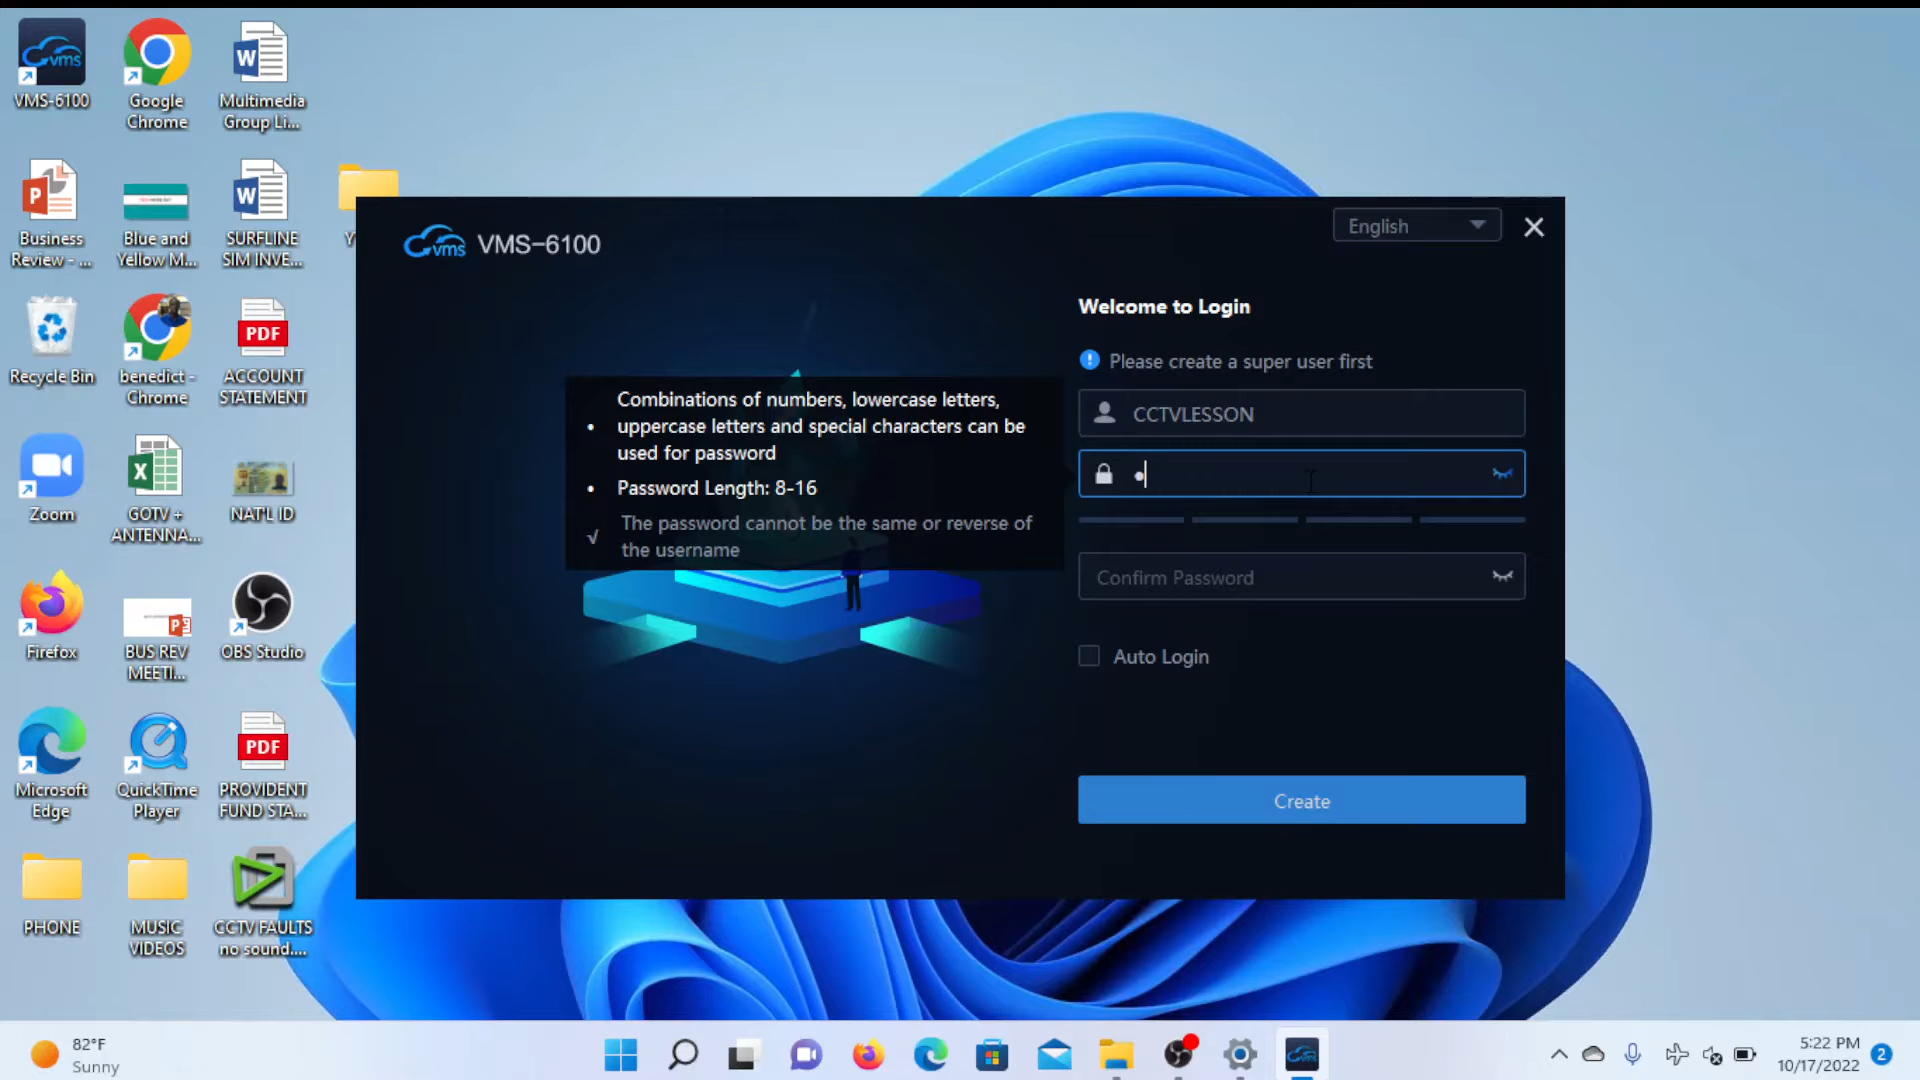 VMS-6100
Google
Chrome
Multimedia
Group Li...
Business
Review - ...
Blue and
Yellow M...
SURFLINE
SIM INVE...
Recycle Bin
benedict -
Chrome
PDF
ACCOUNT
STATEMENT
Zoom
GOTV +
ANTENNA...
NAT'L ID
Firefox
BUS REV
MEETI...
OBS Studio
Microsoft
Edge
QuickTime
Player
PDF
PROVIDENT
FUND STA...
PHONE
MUSIC
VIDEOS
CCTV FAULTS
no sound....
vms VMS-6100
English
Welcome to Login
Please create a super user first
CCTVLESSON
• Combinations of numbers, lowercase letters,
uppercase letters and special characters can be
used for password
• Password Length: 8-16
√ The password cannot be the same or reverse of
the username
Confirm Password
Auto Login
Create
82°F
Sunny
5:22 PM
10/17/2022
2